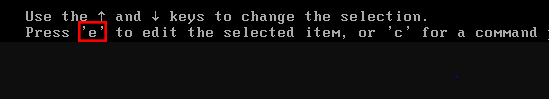 Use the ↑ and ↓ keys to change the selection.
Press 'e' to edit the selected item, or 'c' for a command